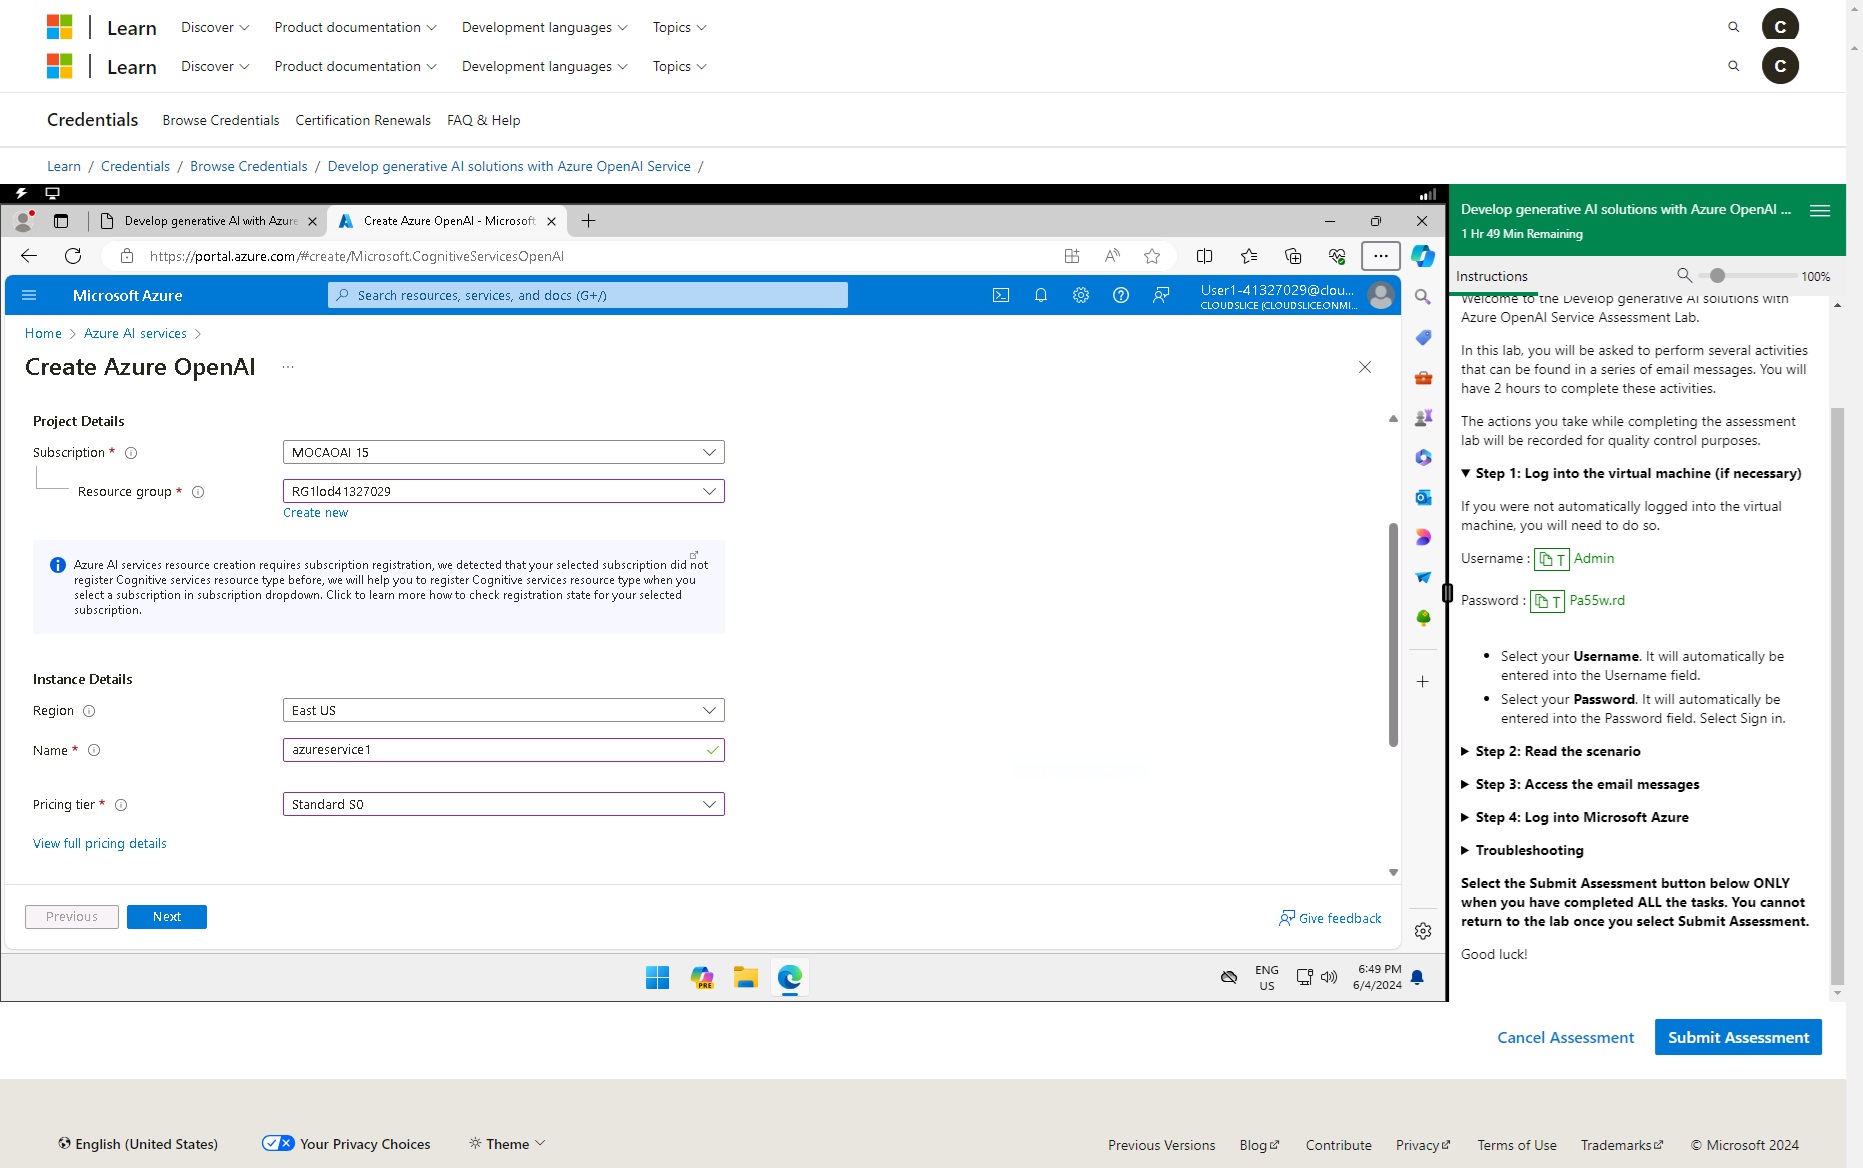 Learn Discover Product documentation Development languages Topics C
Learn Discover Product documentation Development languages Topics C
Credentials Browse Credentials Certification Renewals FAQ & Help
Learn / Credentials / Browse Credentials / Develop generative AI solutions with Azure OpenAI Service /
Develop generative AI with Azure
Create Azure OpenAI - Microsoft
https://portal.azure.com/#create/Microsoft.CognitiveServicesOpenAI
Microsoft Azure
Search resources, services, and docs (G+/)
User1-41327029@clou...
CLOUDSLICE (CLOUDSLICE.ONMI...
Home > Azure AI services >
Create Azure OpenAI ...
Project Details
Subscription *
MOCAOAI 15
Resource group *
RG1lod41327029
Create new
Azure AI services resource creation requires subscription registration, we detected that your selected subscription did not
register Cognitive services resource type before, we will help you to register Cognitive services resource type when you
select a subscription in subscription dropdown. Click to learn more how to check registration state for your selected
subscription.
Instance Details
Region
East US
Name *
azureservice1
Pricing tier *
Standard S0
View full pricing details
Previous
Next
Give feedback
PRE
ENG
US
6:49 PM
6/4/2024
Develop generative AI solutions with Azure OpenAI ...
1 Hr 49 Min Remaining
Instructions
100%
Welcome to the Develop generative AI solutions with
Azure OpenAI Service Assessment Lab.
In this lab, you will be asked to perform several activities
that can be found in a series of email messages. You will
have 2 hours to complete these activities.
The actions you take while completing the assessment
lab will be recorded for quality control purposes.
Step 1: Log into the virtual machine (if necessary)
If you were not automatically logged into the virtual
machine, you will need to do so.
Username : T Admin
Password : T Pa55w.rd
• Select your Username. It will automatically be
entered into the Username field.
• Select your Password. It will automatically be
entered into the Password field. Select Sign in.
Step 2: Read the scenario
Step 3: Access the email messages
Step 4: Log into Microsoft Azure
Troubleshooting
Select the Submit Assessment button below ONLY
when you have completed ALL the tasks. You cannot
return to the lab once you select Submit Assessment.
Good luck!
Cancel Assessment
Submit Assessment
English (United States)
Your Privacy Choices
Theme
Previous Versions
Blog
Contribute
Privacy
Terms of Use
Trademarks
© Microsoft 2024